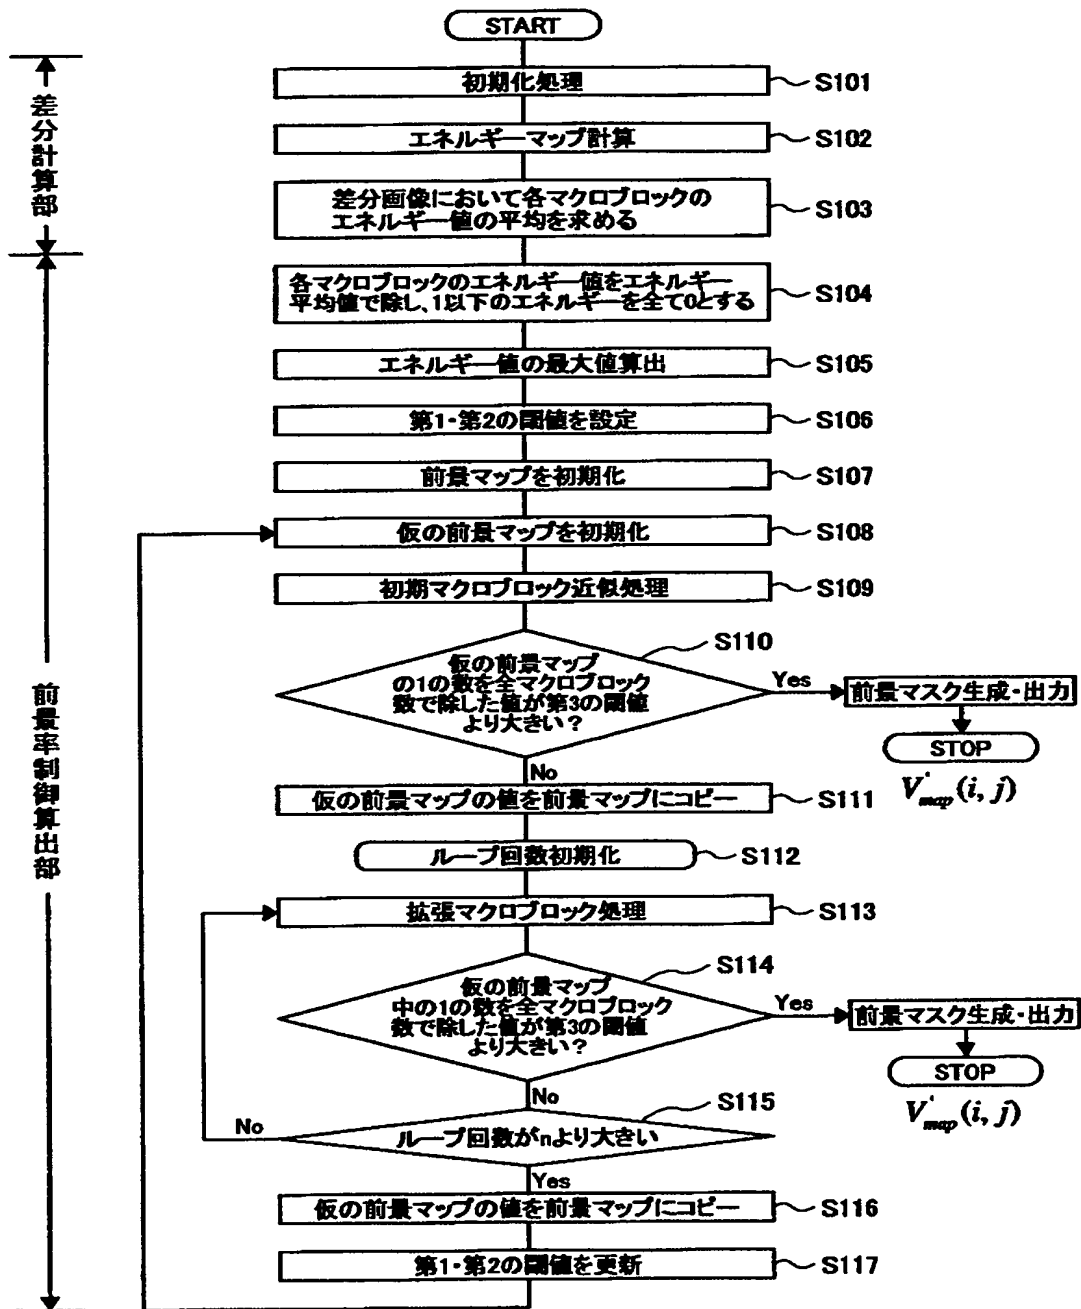 START
差分計算部
初期化処理
S101
エネルギーマップ計算
S102
差分画像において各マクロブロックの
エネルギー値の平均を求める
S103
前景率制御算出部
各マクロブロックのエネルギー値をエネルギー
平均値で除し、1以下のエネルギーを全て0とする
S104
エネルギー値の最大値算出
S105
第1・第2の閾値を設定
S106
前景マップを初期化
S107
仮の前景マップを初期化
S108
初期マクロブロック近似処理
S109
S110
仮の前景マップ
の1の数を全マクロブロック
数で除した値が第3の閾値
より大きい？
Yes
前景マスク生成・出力
STOP
V'map(i, j)
No
仮の前景マップの値を前景マップにコピー
S111
ループ回数初期化
S112
拡張マクロブロック処理
S113
S114
仮の前景マップ
中の1の数を全マクロブロック
数で除した値が第3の閾値
より大きい？
Yes
前景マスク生成・出力
STOP
V'map(i, j)
No
S115
No
ループ回数がnより大きい
Yes
仮の前景マップの値を前景マップにコピー
S116
第1・第2の閾値を更新
S117